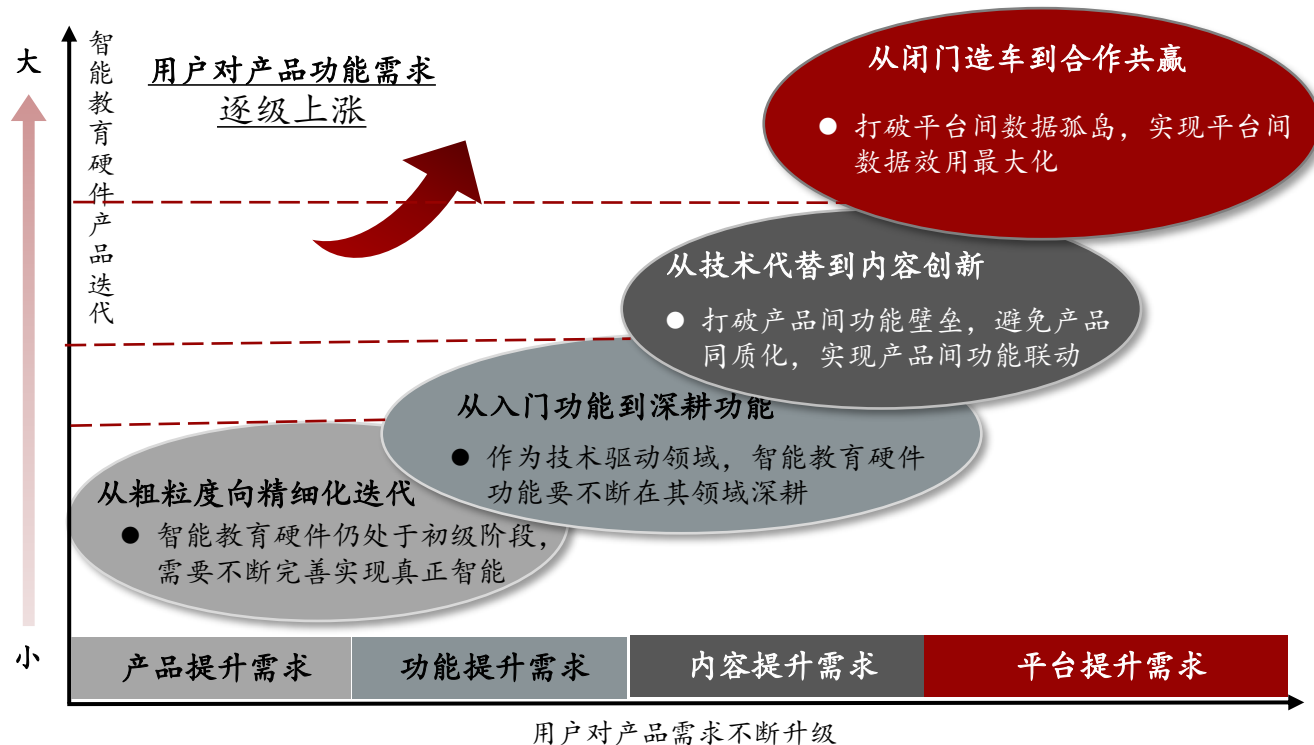 大
小
智能教育硬件产品迭代
用户对产品功能需求
逐级上涨
从闭门造车到合作共赢
● 打破平台间数据孤岛，实现平台间
数据效用最大化
从技术代替到内容创新
● 打破产品间功能壁垒，避免产品
同质化，实现产品间功能联动
从入门功能到深耕功能
● 作为技术驱动领域，智能教育硬件
功能要不断在其领域深耕
从粗粒度向精细化迭代
● 智能教育硬件仍处于初级阶段，
需要不断完善实现真正智能
产品提升需求
功能提升需求
内容提升需求
平台提升需求
用户对产品需求不断升级